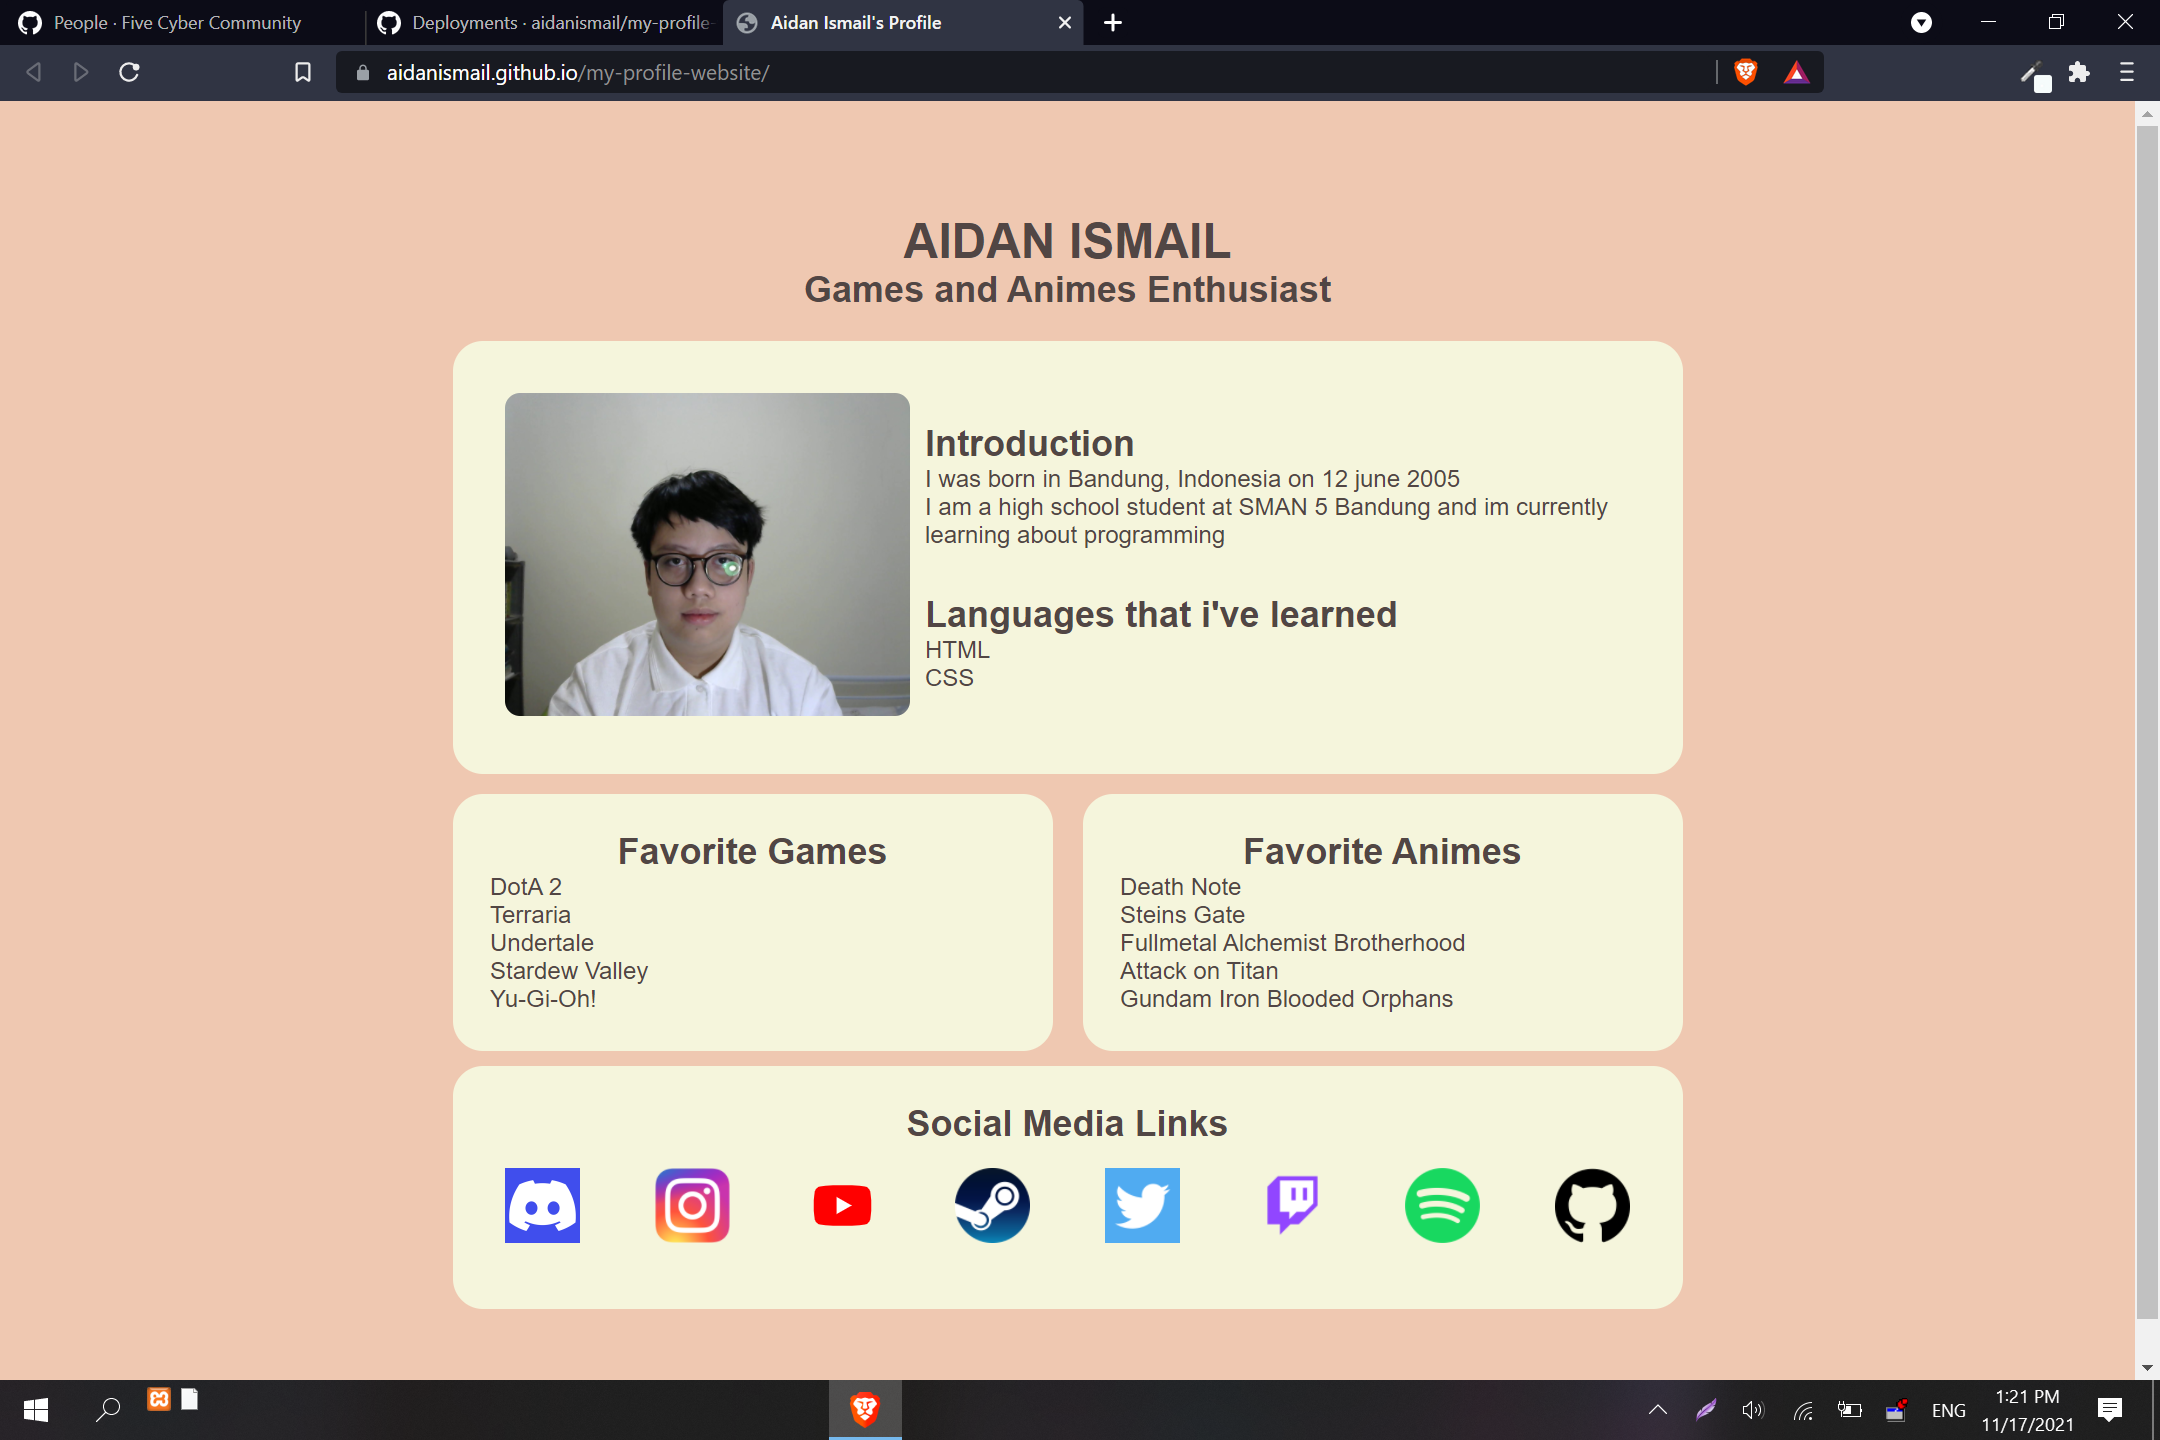 People · Five Cyber Community
Deployments · aidanismail/my-profile-
Aidan Ismail's Profile
aidanismail.github.io/my-profile-website/
AIDAN ISMAIL
Games and Animes Enthusiast
Introduction
I was born in Bandung, Indonesia on 12 june 2005
I am a high school student at SMAN 5 Bandung and im currently
learning about programming
Languages that i've learned
HTML
CSS
Favorite Games
DotA 2
Terraria
Undertale
Stardew Valley
Yu-Gi-Oh!
Favorite Animes
Death Note
Steins Gate
Fullmetal Alchemist Brotherhood
Attack on Titan
Gundam Iron Blooded Orphans
Social Media Links
ENG
1:21 PM
11/17/2021